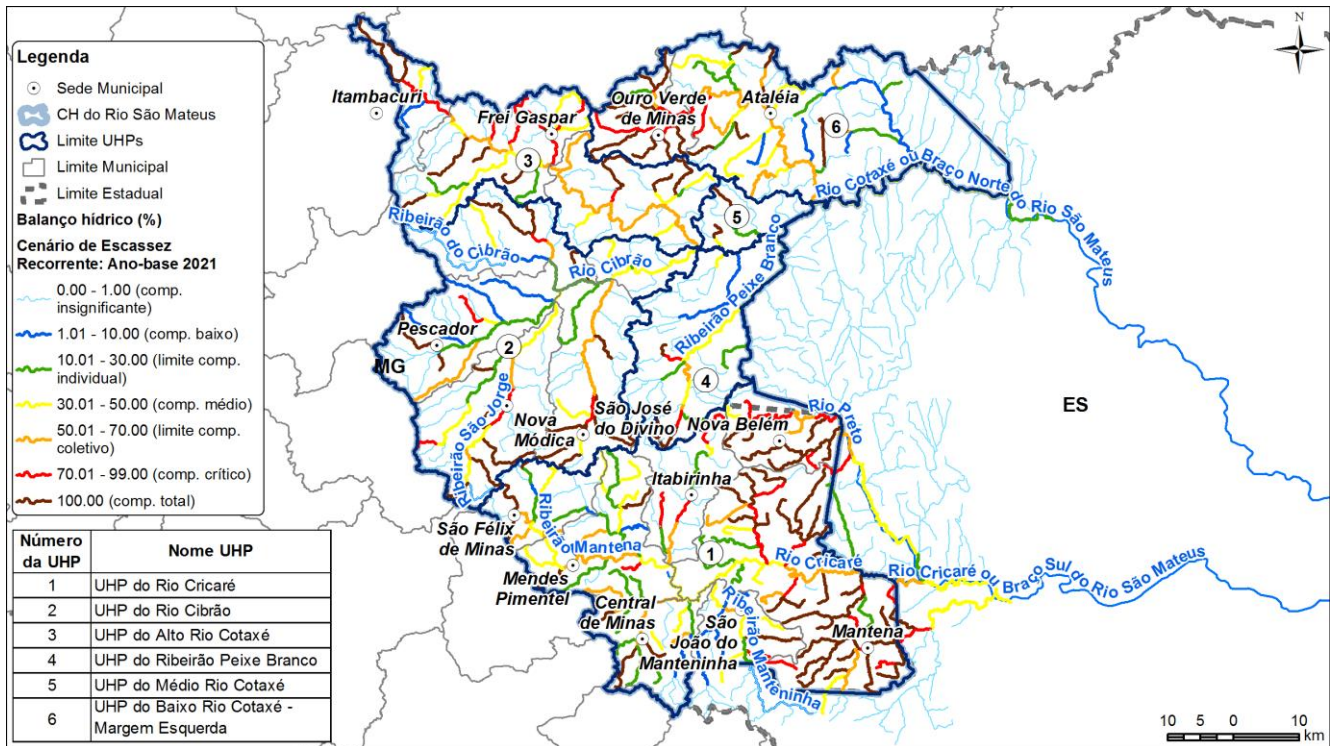 Legenda
Sede Municipal
CH do Rio São Mateus
Limite UHPs
Limite Municipal
Limite Estadual
Balanço hídrico (%)
Cenário de Escassez
Recorrente: Ano-base 2021
0.00 - 1.00 (comp.
insignificante)
1.01 - 10.00 (comp. baixo)
10.01 - 30.00 (limite comp.
individual)
30.01 - 50.00 (comp. médio)
50.01 - 70.00 (limite comp.
coletivo)
70.01 - 99.00 (comp. crítico)
100.00 (comp. total)
Número
da UHP
Nome UHP
1 UHP do Rio Cricaré
2 UHP do Rio Cibrão
3 UHP do Alto Rio Cotaxé
4 UHP do Ribeirão Peixe Branco
5 UHP do Médio Rio Cotaxé
6 UHP do Baixo Rio Cotaxé -
Margem Esquerda
N
Itambacuri
Frei Gaspar
Ouro Verde
de Minas
Ataléia
6
3
Rio Cotaxé ou Braço Norte do Rio São Mateus
5
Ribeirão do Cibrão
Rio Cibrão
Ribeirão Peixe Branco
Pescador
2
MG
4
ES
Ribeirão São Jorge
Nova
Módica
São José
do Divino
Nova Belém
Rio Preto
Itabirinha
São Félix
de Minas
Ribeirão Mantena
1
Rio Cricaré
Rio Cricaré ou Braço Sul do Rio São Mateus
Mendes
Pimentel
Central
de Minas
São
João do
Manteninha
Ribeirão Manteninha
Mantena
10 5 0 10
km